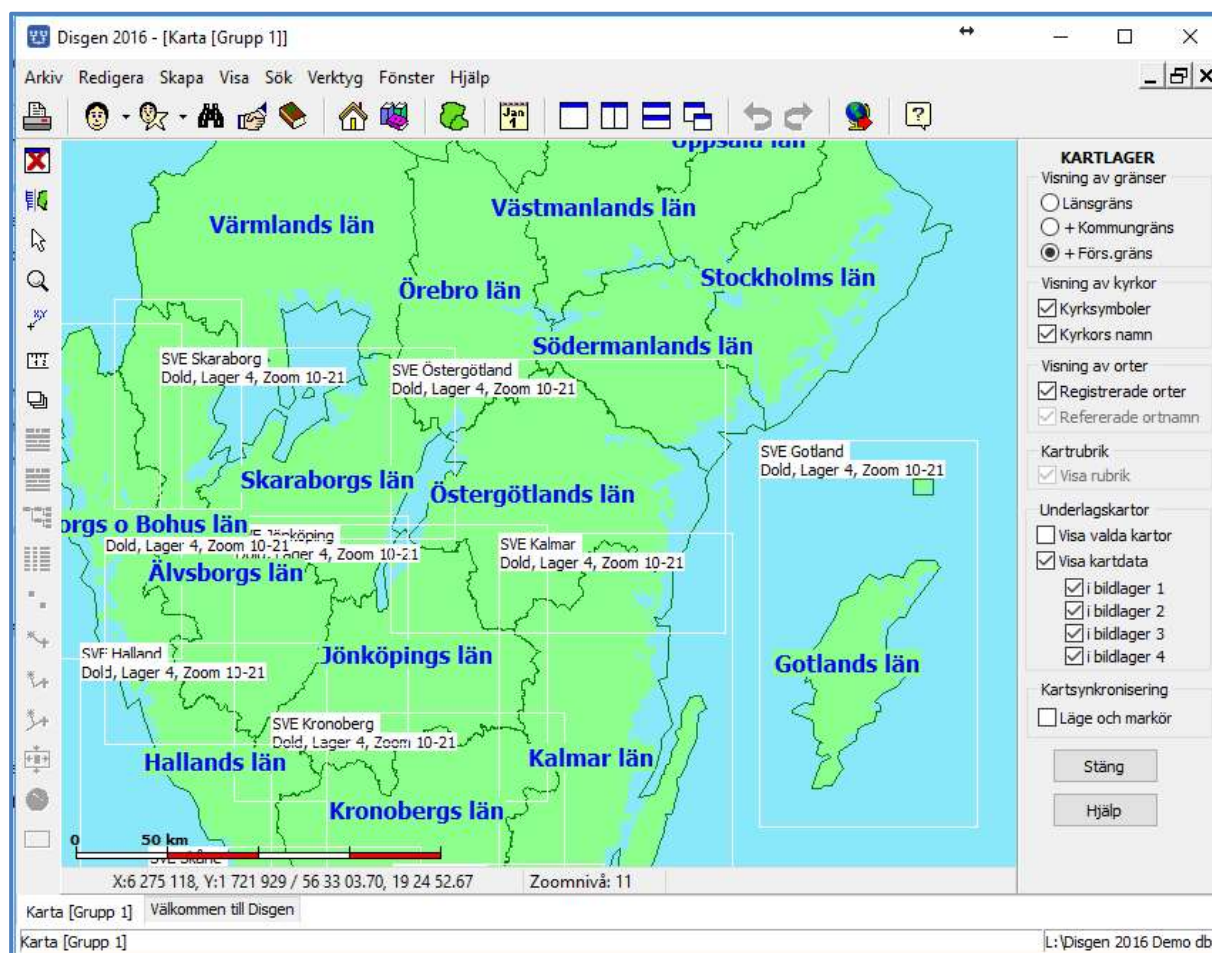 Disgen 2016 - [Karta [Grupp 1]]
Arkiv Redigera Skapa Visa Sök Verktyg Fönster Hjälp
Jan
1
?
X,Y
Uppsala län
Värmlands län
Västmanlands län
Örebro län
Stockholms län
Södermanlands län
SVE Skaraborg
Dold, Lager 4, Zoom 10-21
SVE Östergötland
Dold, Lager 4, Zoom 10-21
SVE Gotland
Dold, Lager 4, Zoom 10-21
Skaraborgs län
Östergötlands län
orgs o Bohus län
Jönköping
Dold, Lager 4, Zoom 10-21
Dold, Lager 4, Zoom 10-21
SVE Kalmar
Dold, Lager 4, Zoom 10-21
Älvsborgs län
SVE Halland
Dold, Lager 4, Zoom 10-21
Jönköpings län
Gotlands län
SVE Kronoberg
Dold, Lager 4, Zoom 10-21
Hallands län
Kalmar län
Kronobergs län
0 50 km
SVE Skåne
KARTLAGER
Visning av gränser
Länsgräns
+ Kommungräns
+ Förs.gräns
Visning av kyrkor
Kyrksymboler
Kyrkors namn
Visning av orter
Registrerade orter
Refererade ortnamn
Kartrubrik
Visa rubrik
Underlagskartor
Visa valda kartor
Visa kartdata
i bildlager 1
i bildlager 2
i bildlager 3
i bildlager 4
Kartsynkronisering
Läge och markör
Stäng
Hjälp
X:6 275 118, Y:1 721 929 / 56 33 03.70, 19 24 52.67 Zoomnivå: 11
Karta [Grupp 1] Välkommen till Disgen
Karta [Grupp 1] L:\Disgen 2016 Demo db